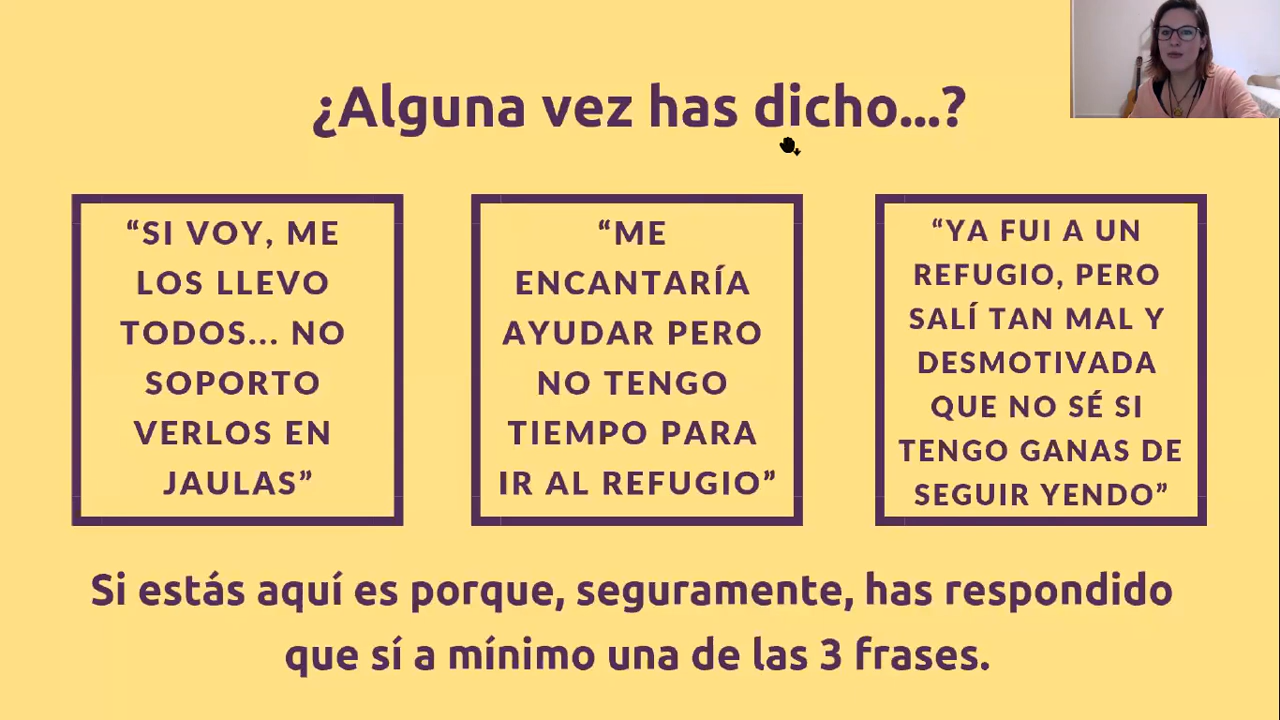 ¿Alguna vez has dicho...?
“SI VOY, ME
LOS LLEVO
TODOS... NO
SOPORTO
VERLOS EN
JAULAS”
“ME
ENCANTARÍA
AYUDAR PERO
NO TENGO
TIEMPO PARA
IR AL REFUGIO”
“YA FUI A UN
REFUGIO, PERO
SALÍ TAN MAL Y
DESMOTIVADA
QUE NO SÉ SI
TENGO GANAS DE
SEGUIR YENDO”
Si estás aquí es porque, seguramente, has respondido
que sí a mínimo una de las 3 frases.